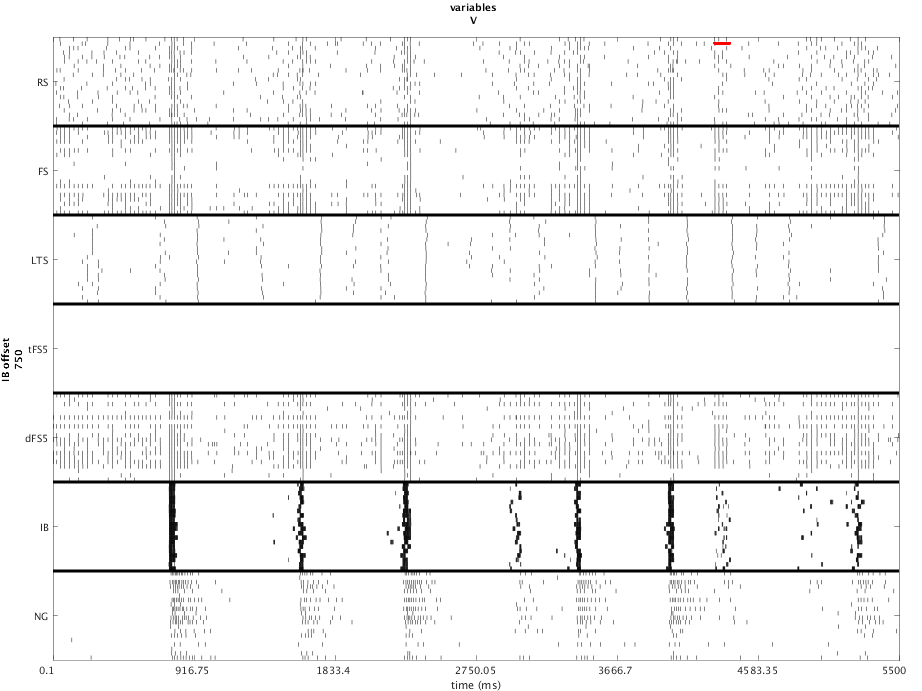 variables
V
RS
FS
LTS
tFS5
dFS5
IB
NG
IB offset
750
0.1
916.75
1833.4
2750.05
3666.7
4583.35
5500
time (ms)